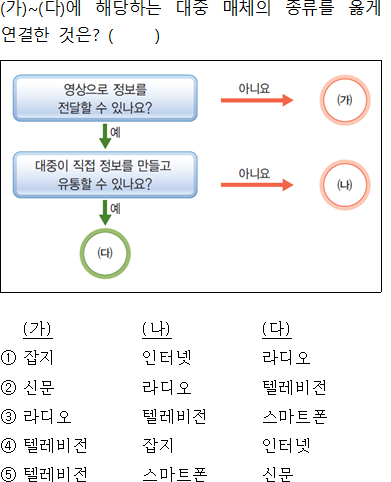 (가)~(다)에 해당하는 대중 매체의 종류를 옳게
연결한 것은? (      )
영상으로 정보를
전달할 수 있나요?
아니요
(가)
예
대중이 직접 정보를 만들고
유통할 수 있나요?
아니요
(나)
예
(다)
(가) (나) (다)
① 잡지 인터넷 라디오
② 신문 라디오 텔레비전
③ 라디오 텔레비전 스마트폰
④ 텔레비전 잡지 인터넷
⑤ 텔레비전 스마트폰 신문